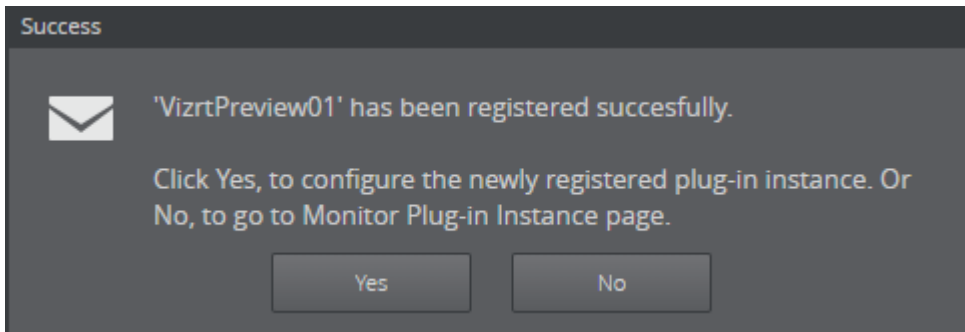 Success
'VizrtPreview01' has been registered succesfully.
Click Yes, to configure the newly registered plug-in instance. Or
No, to go to Monitor Plug-in Instance page.
Yes
No